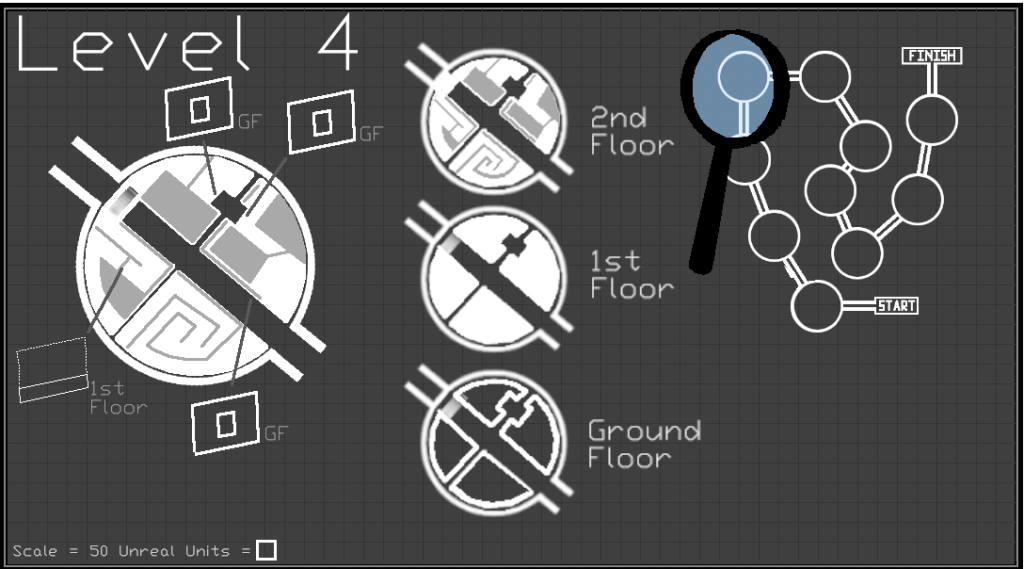 Level 4
GF
GF
1st
Floor
GF
2nd
Floor
1st
Floor
Ground
Floor
FINISH
START
Scale = 50 Unreal Units =